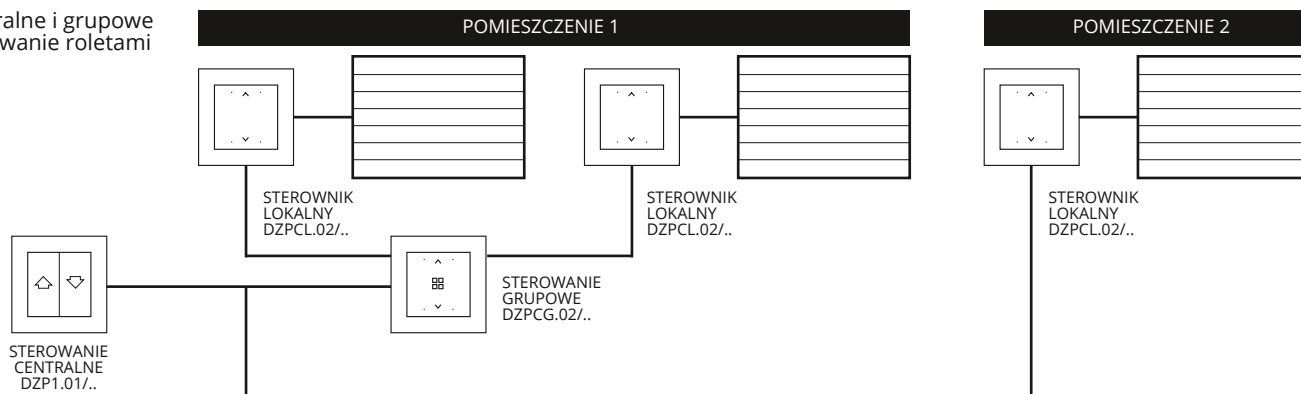 ralne i grupowe
wanie roletami
POMIESZCZENIE 1
POMIESZCZENIE 2
STEROWNIK
LOKALNY
DZPCL.02/..
STEROWNIK
LOKALNY
DZPCL.02/..
STEROWNIK
LOKALNY
DZPCL.02/..
STEROWANIE
GRUPOWE
DZPCG.02/..
STEROWANIE
CENTRALNE
DZP1.01/..